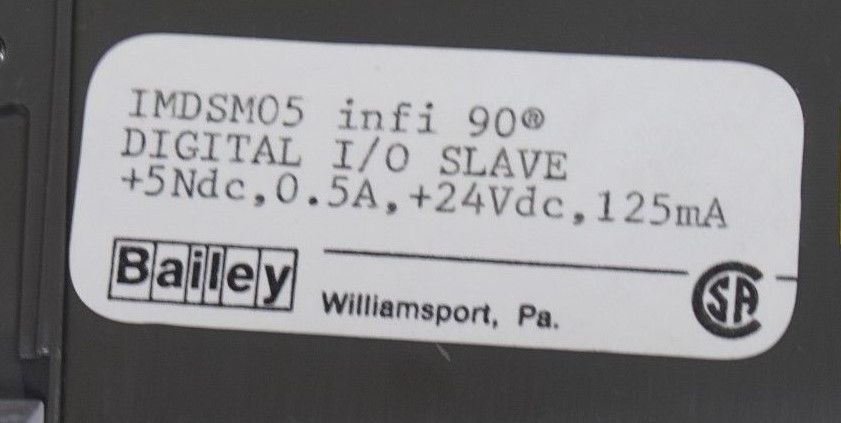 IMDSM05 infi 90®
DIGITAL I/O SLAVE
+5Ndc,0.5A,+24Vdc,125mA
Bailey
Williamsport, Pa.
SA